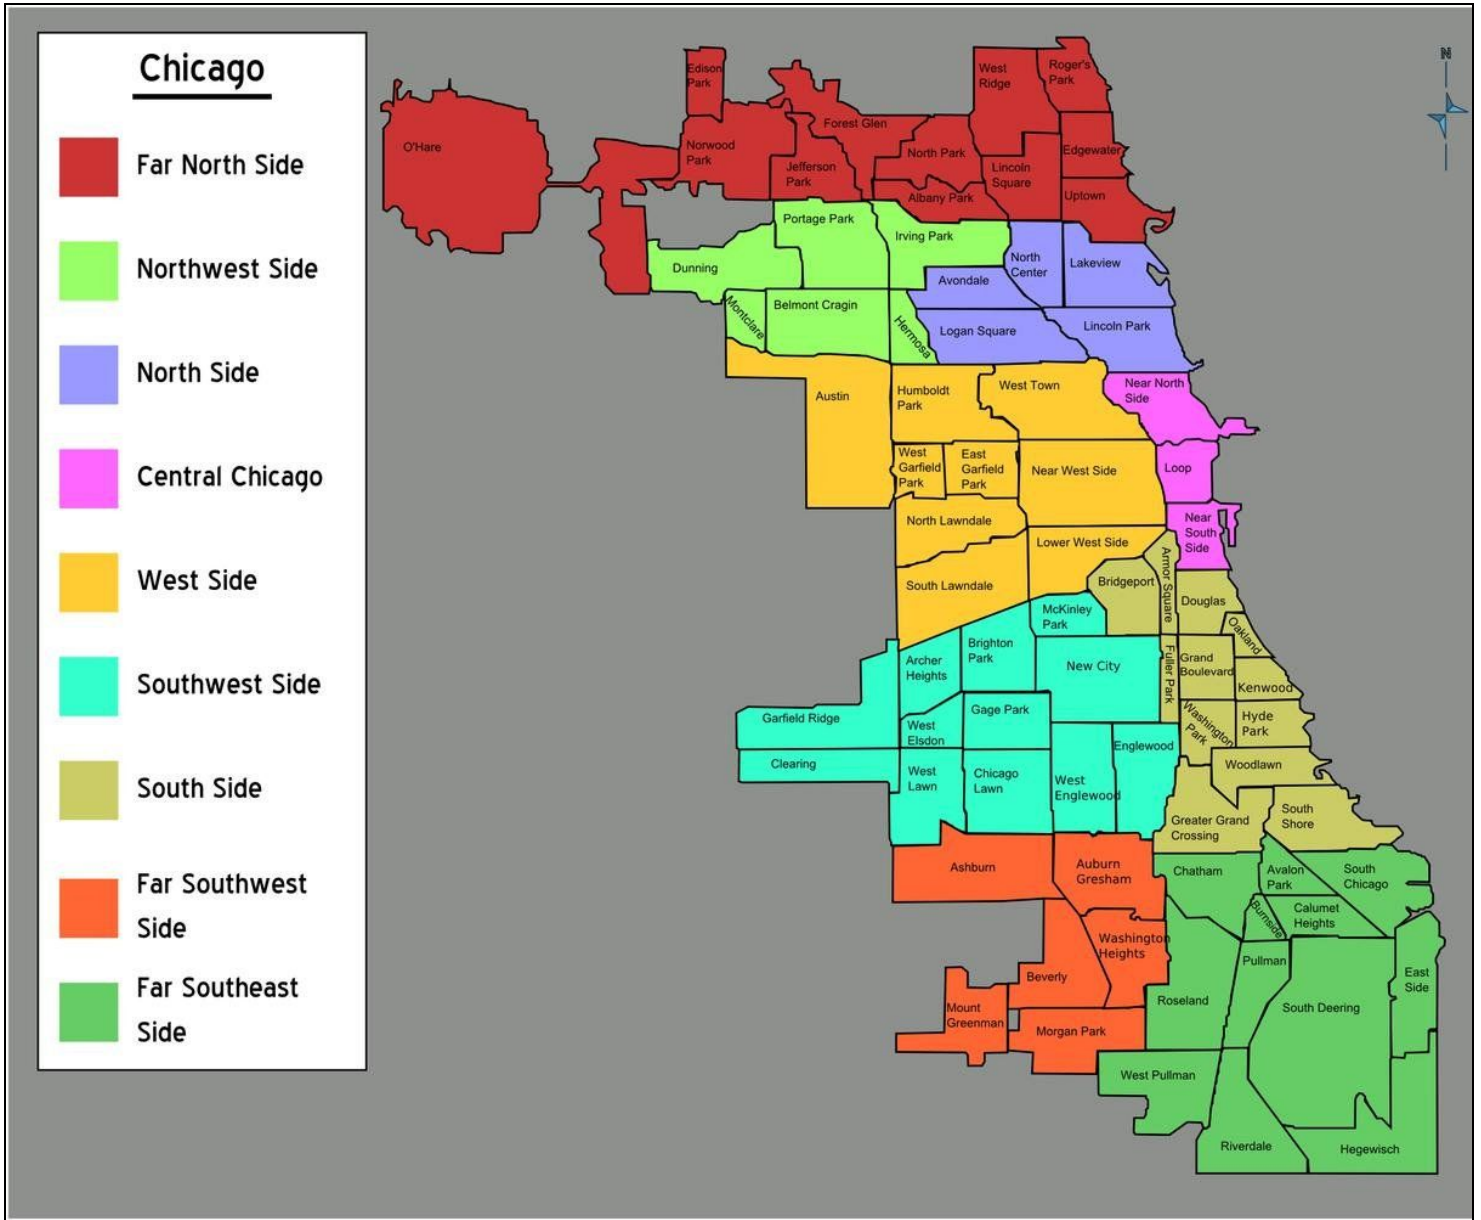 Chicago
Far North Side
Northwest Side
North Side
Central Chicago
West Side
Southwest Side
South Side
Far Southwest
Side
Far Southeast
Side
N
O'Hare
Edison
Park
Norwood
Park
Jefferson
Park
Forest Glen
North Park
Albany Park
West
Ridge
Roger's
Park
Lincoln
Square
Edgewater
Uptown
Portage Park
Irving Park
Dunning
Montclare
Belmont Cragin
Hermosa
North
Center
Lakeview
Avondale
Logan Square
Lincoln Park
Austin
Humboldt
Park
West Town
Near North
Side
West
Garfield
Park
East
Garfield
Park
Near West Side
Loop
North Lawndale
Near
South
Side
Lower West Side
South Lawndale
Armor Square
Bridgeport
Douglas
Oakland
McKinley
Park
Brighton
Park
Archer
Heights
New City
Fuller Park
Grand
Boulevard
Kenwood
Garfield Ridge
West
Elsdon
Gage Park
Washington
Park
Hyde
Park
Clearing
West
Lawn
Chicago
Lawn
West
Englewood
Englewood
Woodlawn
Greater Grand
Crossing
South
Shore
Ashburn
Auburn
Gresham
Chatham
Avalon
Park
South
Chicago
Burnside
Calumet
Heights
Washington
Heights
Beverly
Mount
Greenman
Morgan Park
Roseland
Pullman
South Deering
East
Side
West Pullman
Riverdale
Hegewisch